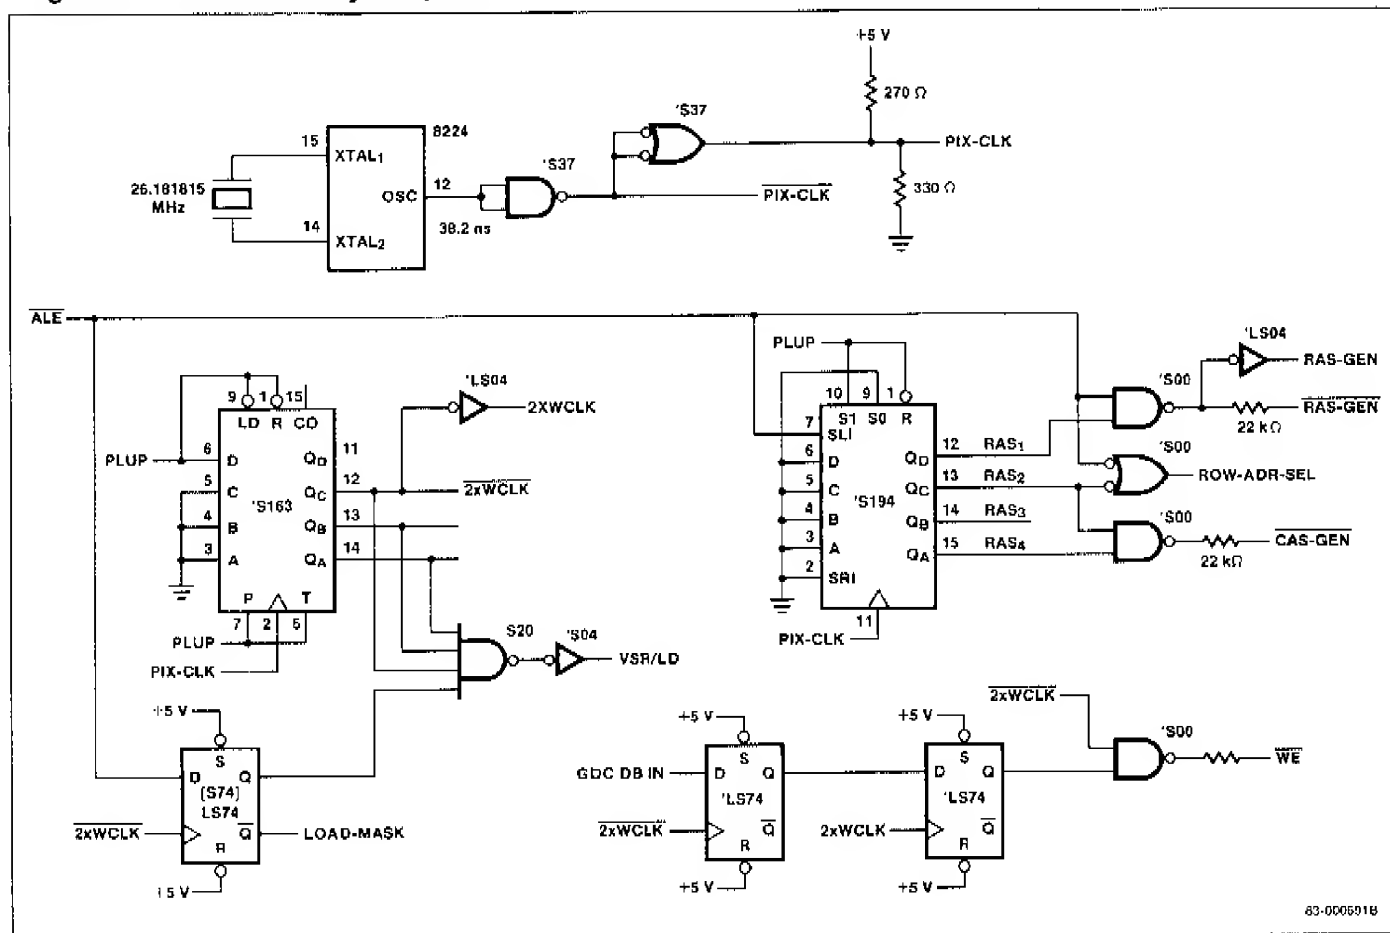 +5 V
270 Ω
'S37
8224
15
XTAL1
'S37
PIX-CLK
26.181815
MHz
OSC
12
330 Ω
PIX-CLK
38.2 ns
14
XTAL2
ALE
PLUP
'LS04
RAS-GEN
'LS04
2XWCLK
'S00
RAS-GEN
22 kΩ
9 1 15
LD R CO
10 9 1
S1 S0 R
7 SLI
PLUP
6 D
QD 11
5 C
QC 12
2xWCLK
'S163
4 B
QB 13
3 A
QA 14
P T
7 2 5
PLUP
PIX-CLK
6 D
QD 12 RAS1
5 C
QC 13 RAS2
'S194
4 B
QB 14 RAS3
3 A
QA 15 RAS4
2 SRI
11
PIX-CLK
'S00
ROW-ADR-SEL
'S00
CAS-GEN
22 kΩ
S20
'S04
VSR/LD
+5 V
S
D Q
(S74)
LS74
2xWCLK
Q
LOAD-MASK
R
+5 V
+5 V
S
GDC DB IN
D Q
'LS74
2xWCLK
Q
R
+5 V
+5 V
S
D Q
'LS74
2xWCLK
Q
R
+5 V
2xWCLK
'S00
WE
83-000691B